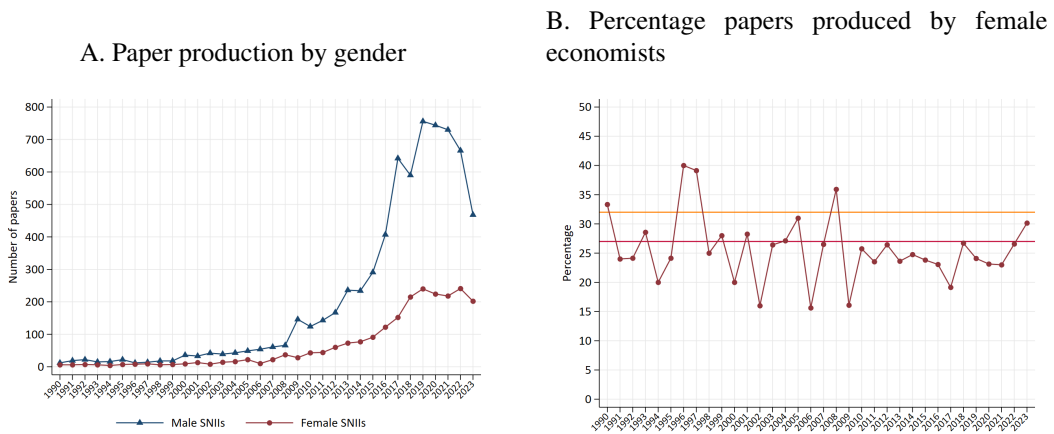 A. Paper production by gender
B. Percentage papers produced by female
economists
Number of papers
800
700
600
500
400
300
200
100
0
1990 1991 1992 1993 1994 1995 1996 1997 1998 1999 2000 2001 2002 2003 2004 2005 2006 2007 2008 2009 2010 2011 2012 2013 2014 2015 2016 2017 2018 2019 2020 2021 2022 2023
Male SNIIs Female SNIIs
Percentage
50
45
40
35
30
25
20
15
10
5
0
1990 1991 1992 1993 1994 1995 1996 1997 1998 1999 2000 2001 2002 2003 2004 2005 2006 2007 2008 2009 2010 2011 2012 2013 2014 2015 2016 2017 2018 2019 2020 2021 2022 2023